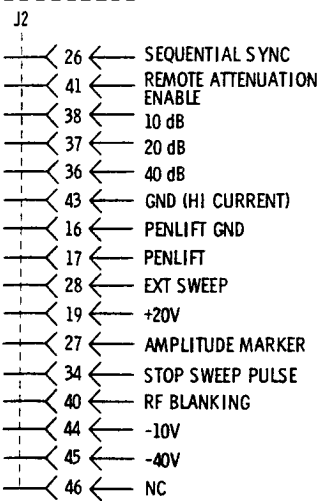 J2
26 SEQUENTIAL SYNC
41 REMOTE ATTENUATION
ENABLE
38 10 dB
37 20 dB
36 40 dB
43 GND (HI CURRENT)
16 PENLIFT GND
17 PENLIFT
28 EXT SWEEP
19 +20V
27 AMPLITUDE MARKER
34 STOP SWEEP PULSE
40 RF BLANKING
44 -10V
45 -40V
46 NC